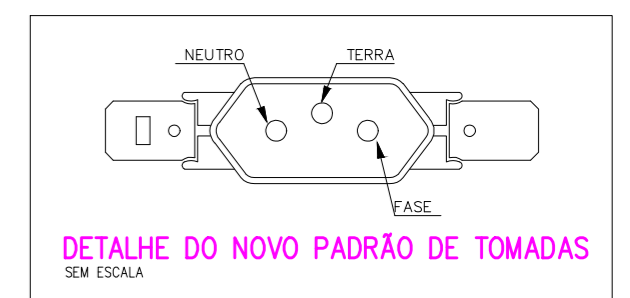 NEUTRO
TERRA
FASE
DETALHE DO NOVO PADRÃO DE TOMADAS
SEM ESCALA